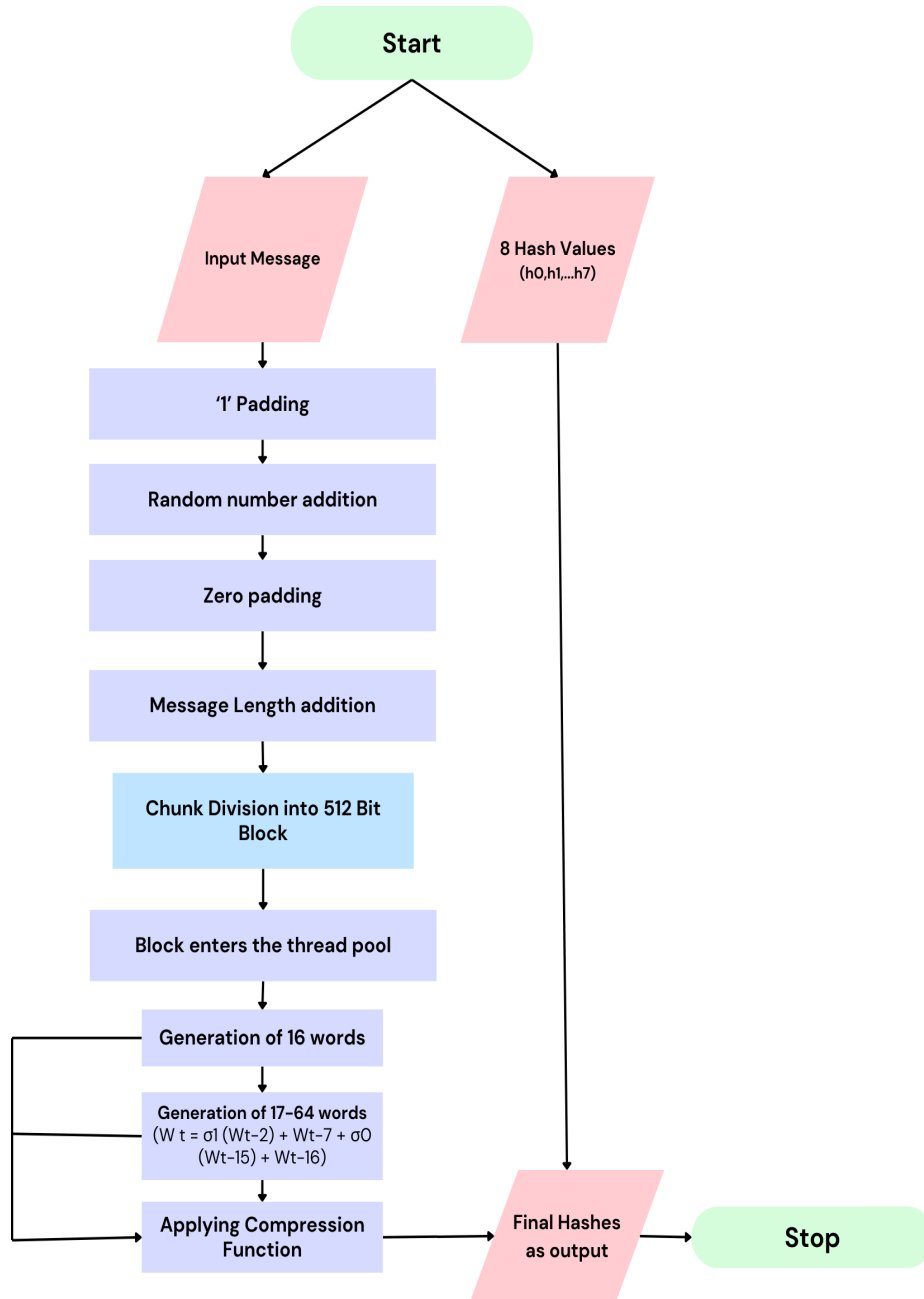 Start
Input Message
8 Hash Values
(h0,h1,...h7)
‘1’ Padding
Random number addition
Zero padding
Message Length addition
Chunk Division into 512 Bit
Block
Block enters the thread pool
Generation of 16 words
Generation of 17-64 words
(W t = σ1 (Wt-2) + Wt-7 + σ0
(Wt-15) + Wt-16)
Applying Compression
Function
Final Hashes
as output
Stop